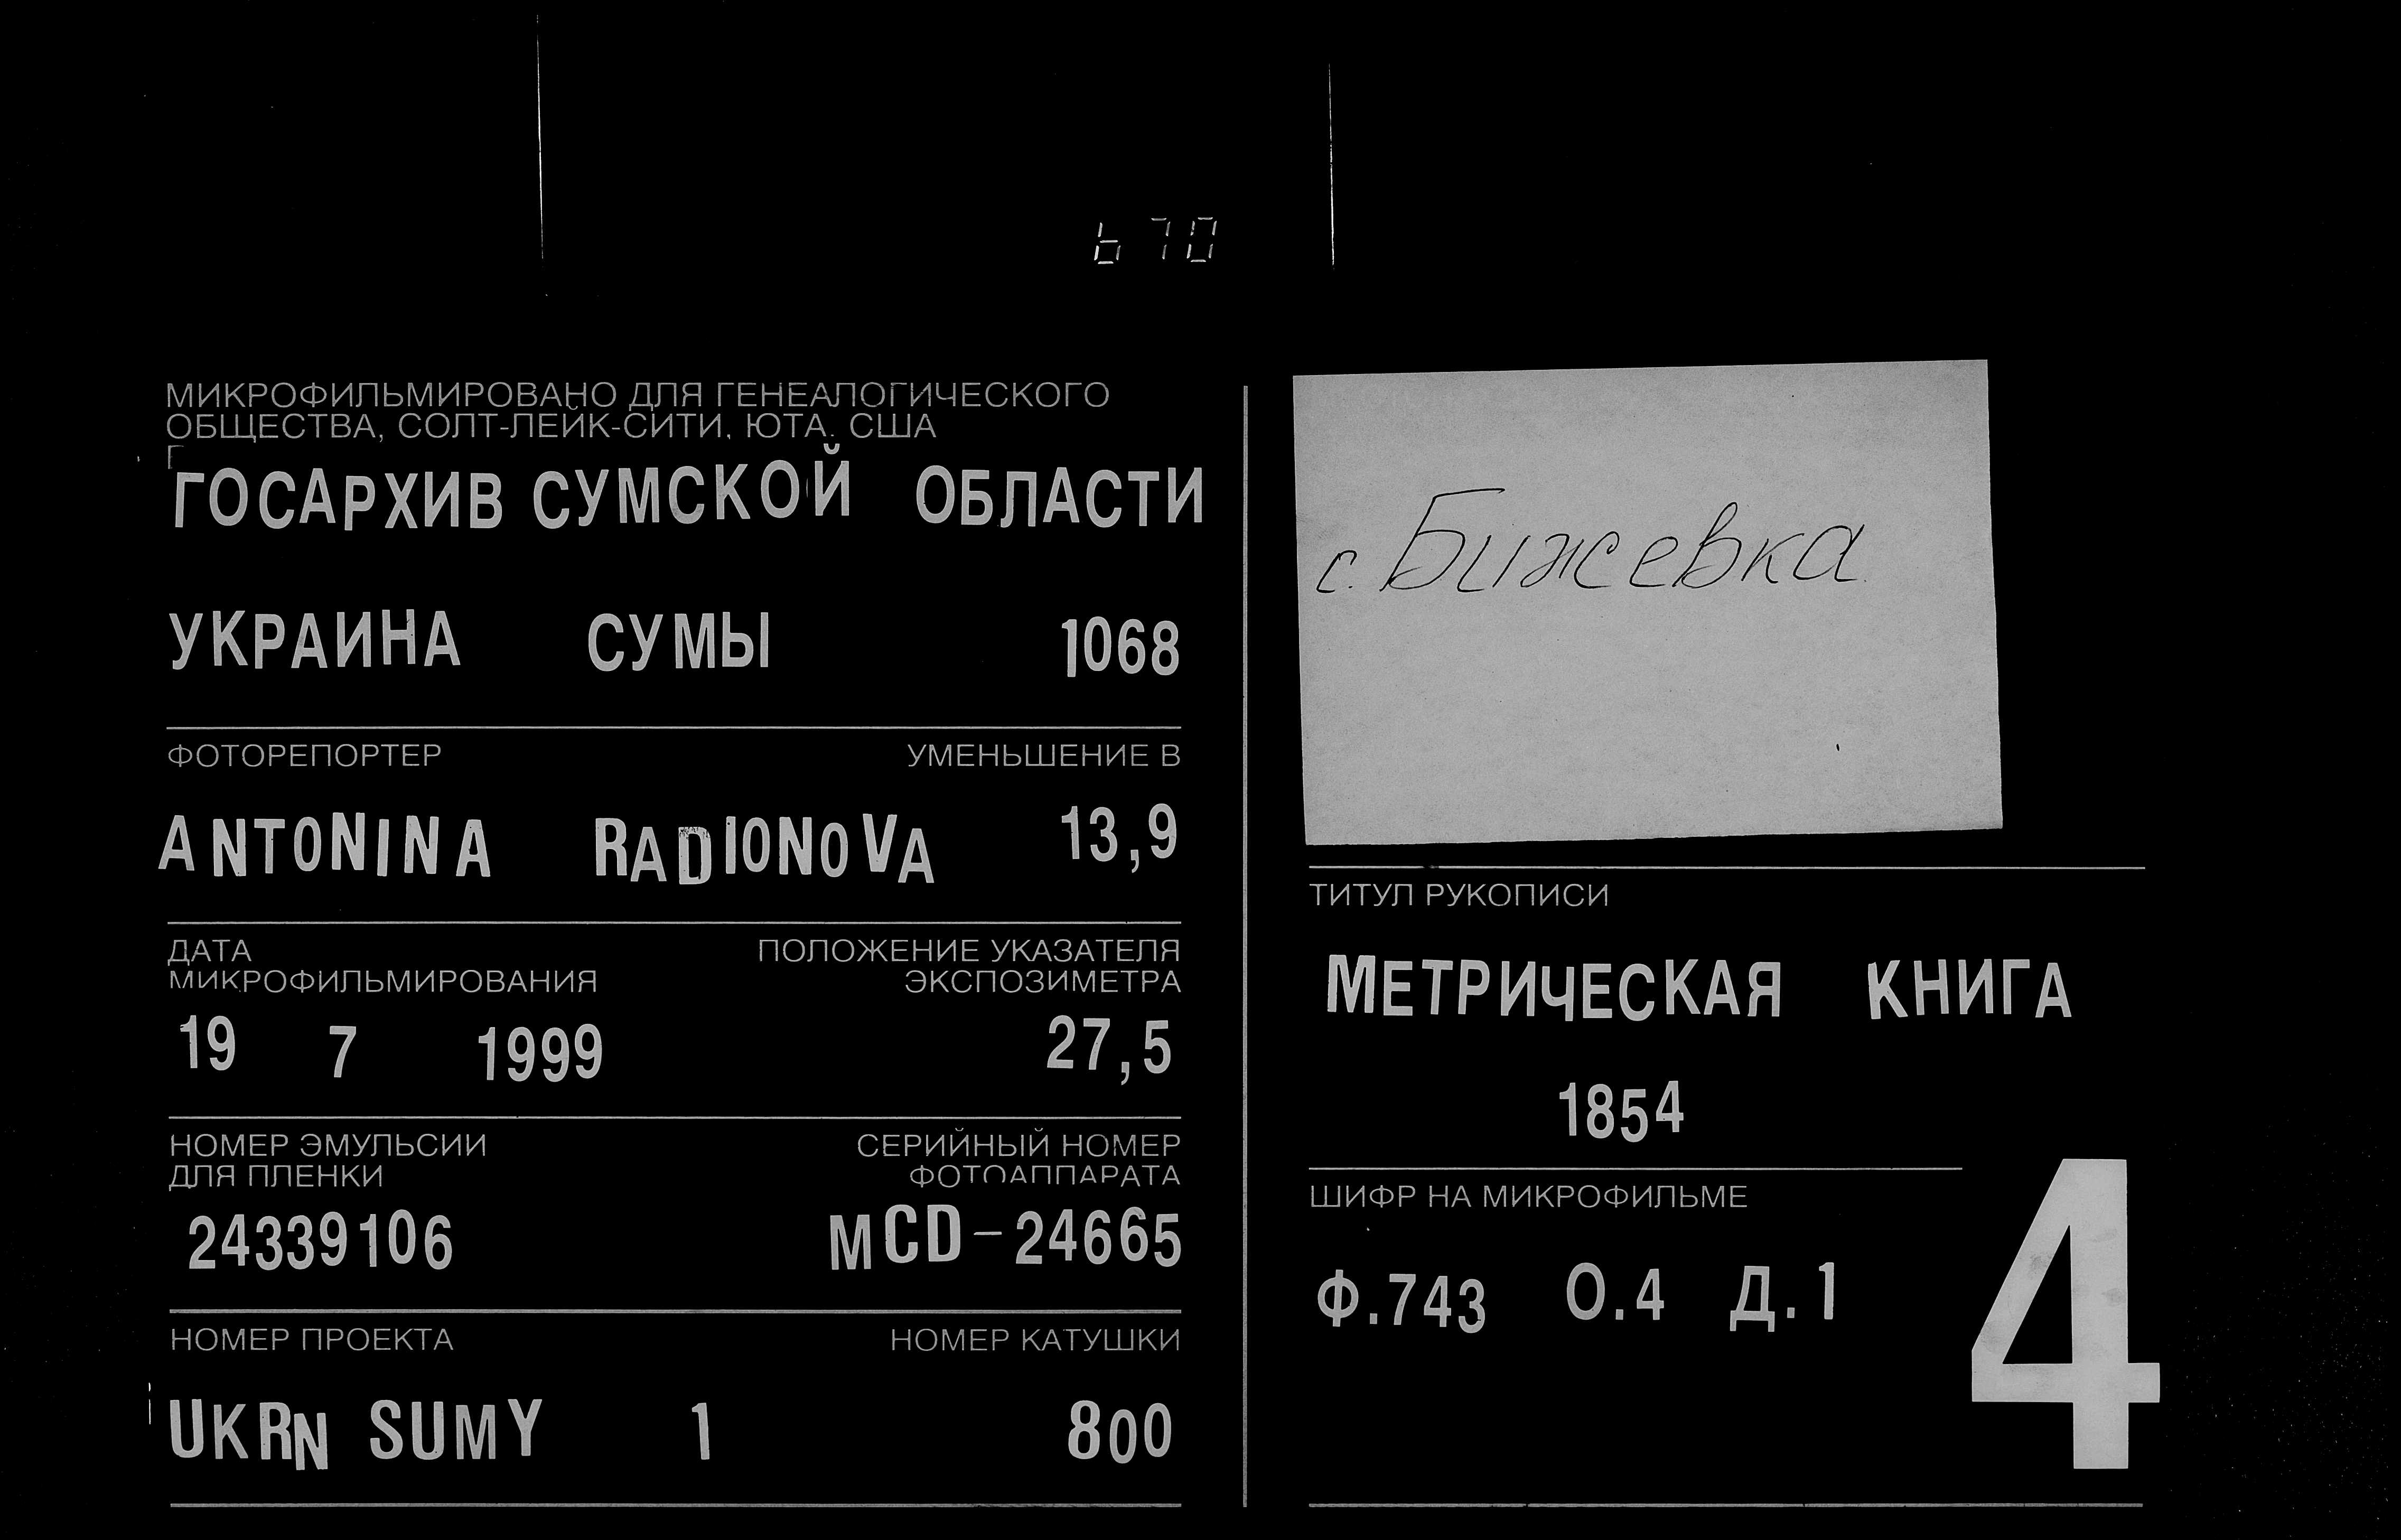 670
МИКРОФИЛЬМИРОВАНО ДЛЯ ГЕНЕАЛОГИЧЕСКОГО
ОБЩЕСТВА, СОЛТ-ЛЕЙК-СИТИ, ЮТА. США
ГОСАРХИВ СУМСКОЙ ОБЛАСТИ
УКРАИНА СУМЫ 1068
ФОТОРЕПОРТЕР УМЕНЬШЕНИЕ В
ANTONINA RADIONOVA 13,9
ДАТА
МИКРОФИЛЬМИРОВАНИЯ
ПОЛОЖЕНИЕ УКАЗАТЕЛЯ
ЭКСПОЗИМЕТРА
19 7 1999 27,5
НОМЕР ЭМУЛЬСИИ
ДЛЯ ПЛЕНКИ
СЕРИЙНЫЙ НОМЕР
ФОТОАППАРАТА
24339106 MCD-24665
НОМЕР ПРОЕКТА НОМЕР КАТУШКИ
UKRN SUMY 1 800
с. Бижевка
ТИТУЛ РУКОПИСИ
МЕТРИЧЕСКАЯ КНИГА
1854
ШИФР НА МИКРОФИЛЬМЕ
Ф.743 О.4 Д.1
4